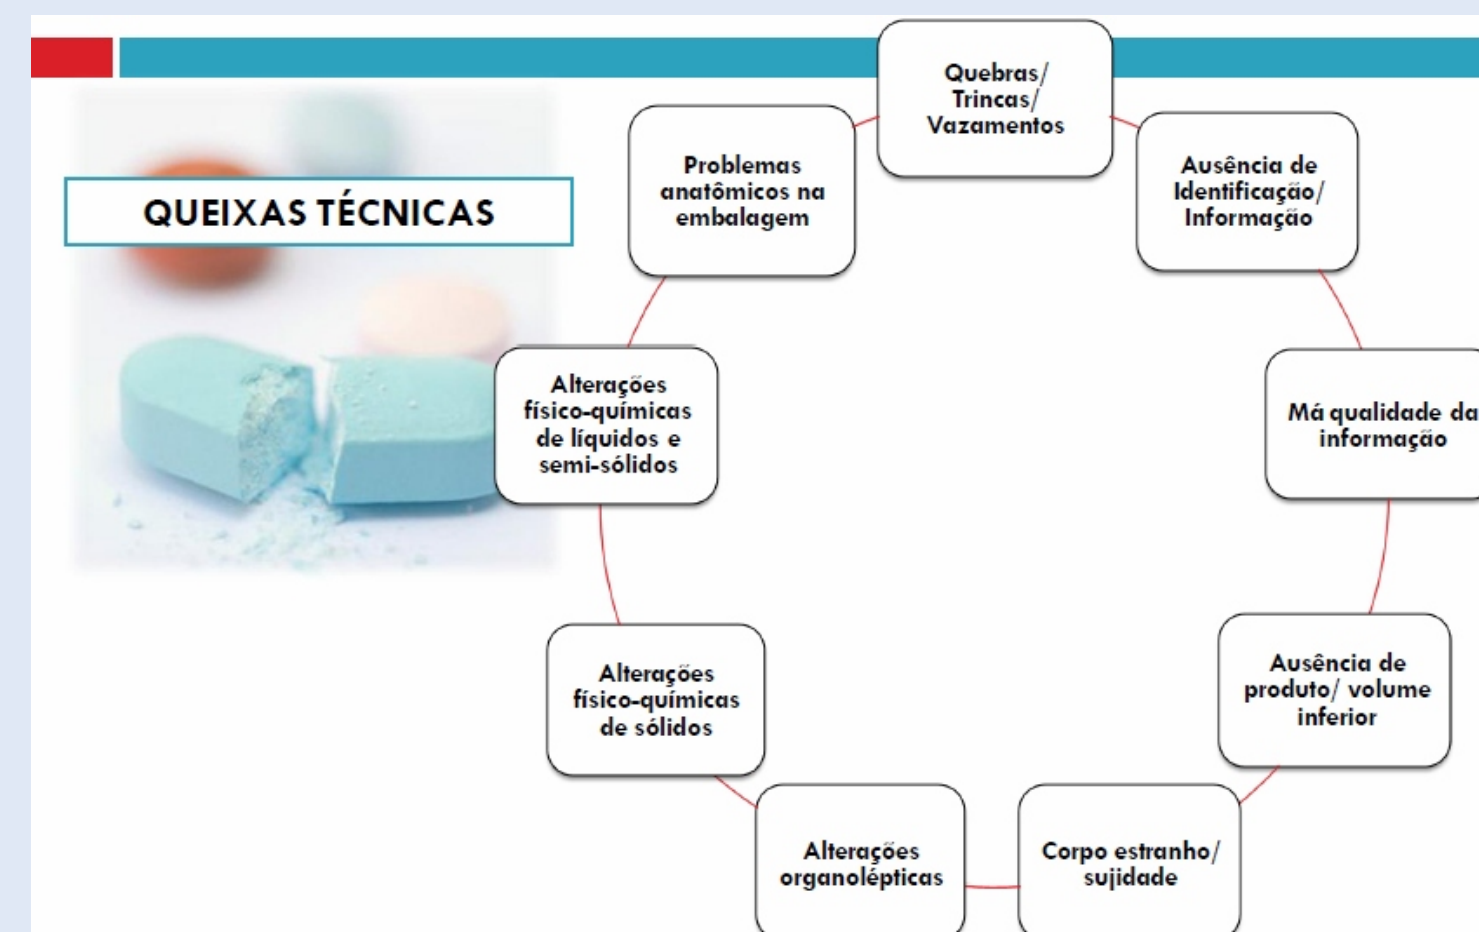 QUEIXAS TÉCNICAS
Quebras/
Trincas/
Vazamentos
Ausência de
Identificação/
Informação
Má qualidade da
informação
Ausência de
produto/ volume
inferior
Corpo estranho/
sujidade
Alterações
organolépticas
Alterações
físico-químicas
de sólidos
Alterações
físico-químicas
de líquidos e
semi-sólidos
Problemas
anatômicos na
embalagem